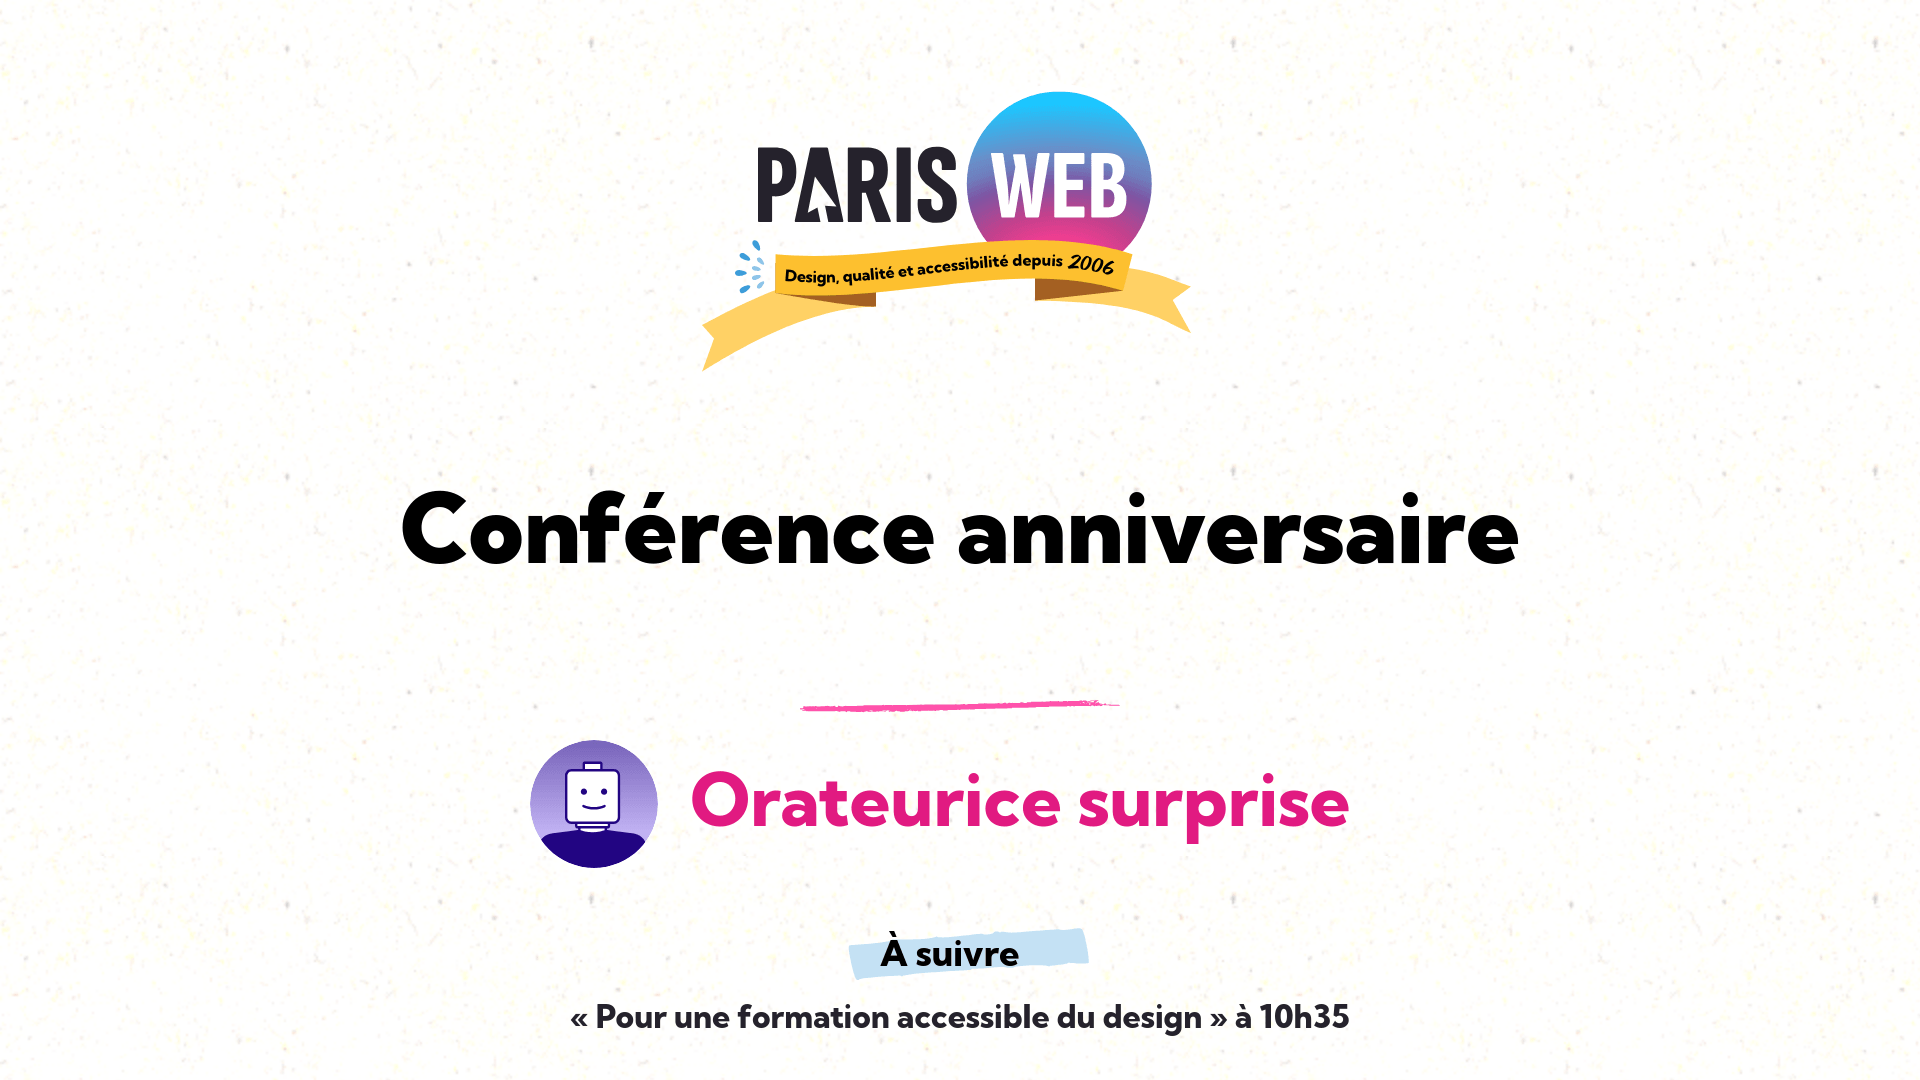 PARIS WEB
Design, qualité et accessibilité depuis 2006
Conférence anniversaire
Orateurice surprise
À suivre
« Pour une formation accessible du design » à 10h35